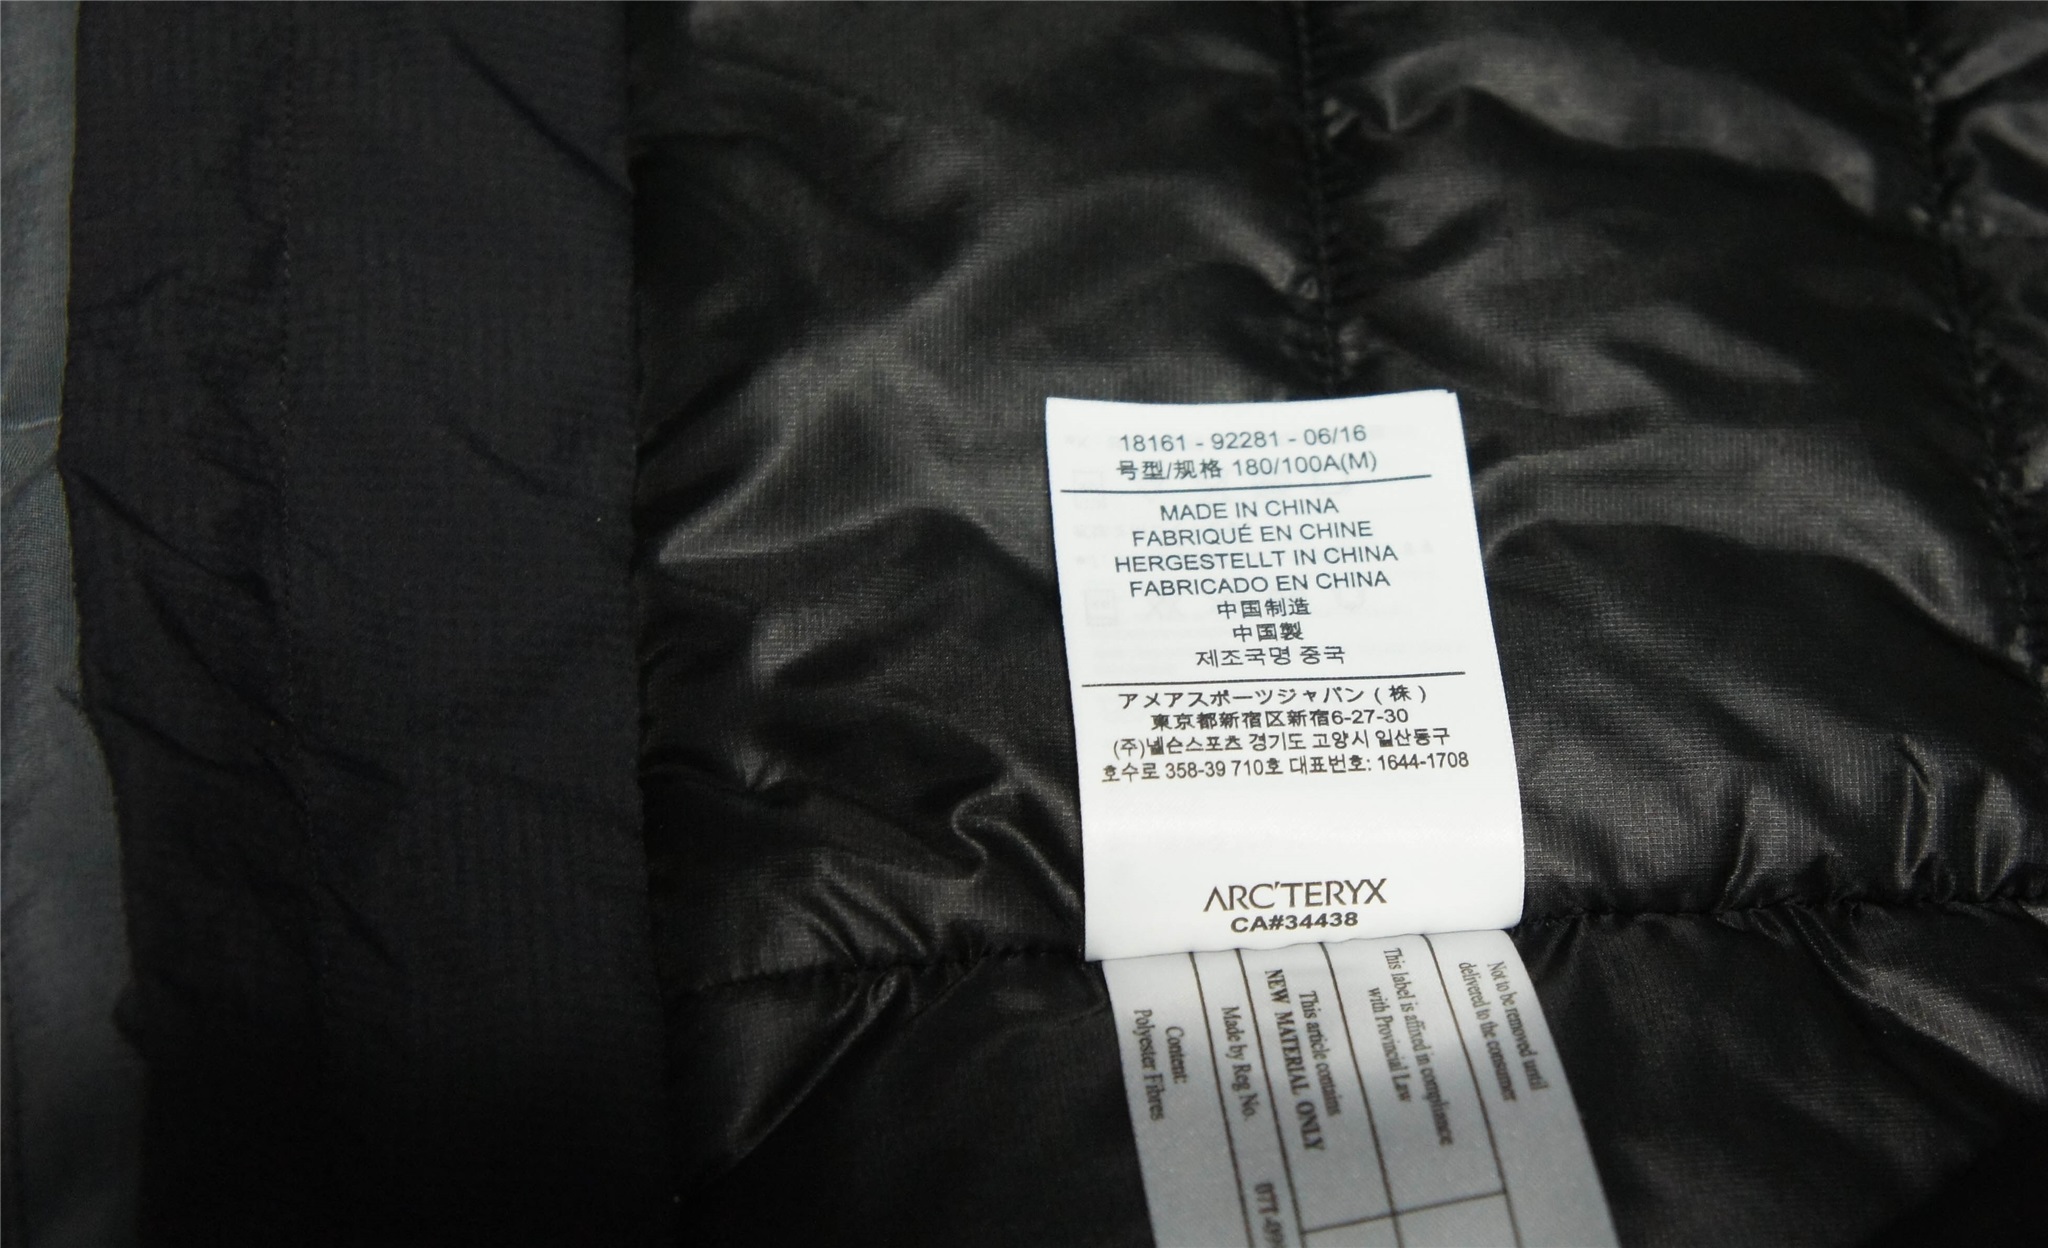 18161 - 92281 - 06/16
号型/规格 180/100A(M)
MADE IN CHINA
FABRIQUÉ EN CHINE
HERGESTELLT IN CHINA
FABRICADO EN CHINA
中国制造
中国製
제조국명 중국
アメアスポーツジャパン ( 株 )
東京都新宿区新宿6-27-30
(주)넬슨스포츠 경기도 고양시 일산동구
호수로 358-39 710호 대표번호: 1644-1708
ARC'TERYX
CA#34438
Not to be removed until
delivered to the consumer
This label is affixed in compliance
with Provincial Law
This article contains
NEW MATERIAL ONLY
Made by Reg No.
Content:
Polyester Fibres